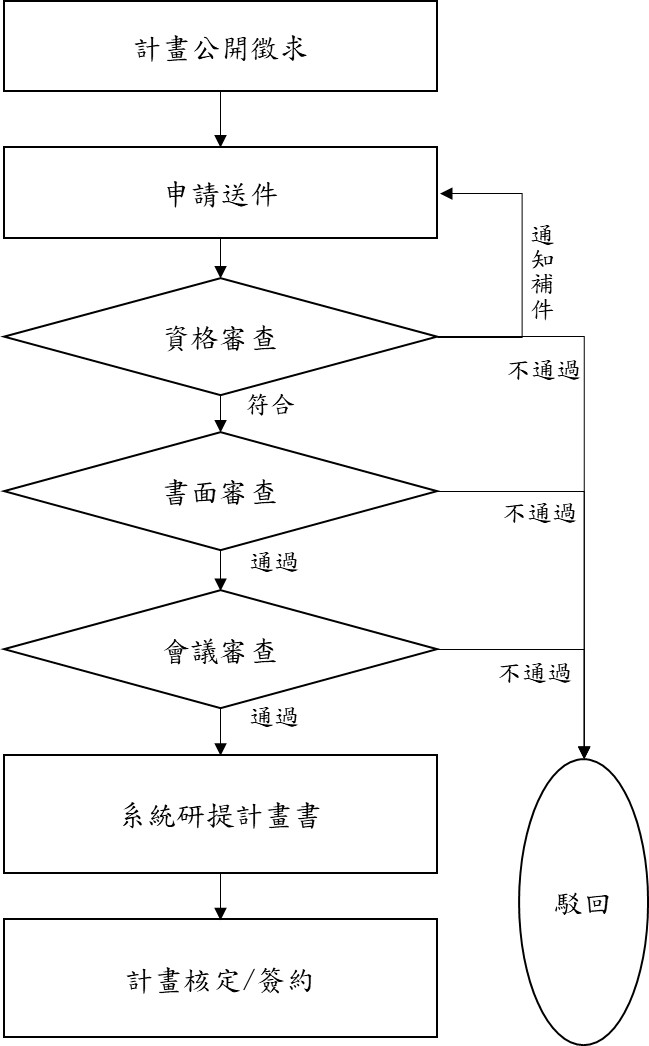 計畫公開徵求
申請送件
通知補件
資格審查
不通過
符合
書面審查
不通過
通過
會議審查
不通過
通過
系統研提計畫書
駁回
計畫核定/簽約